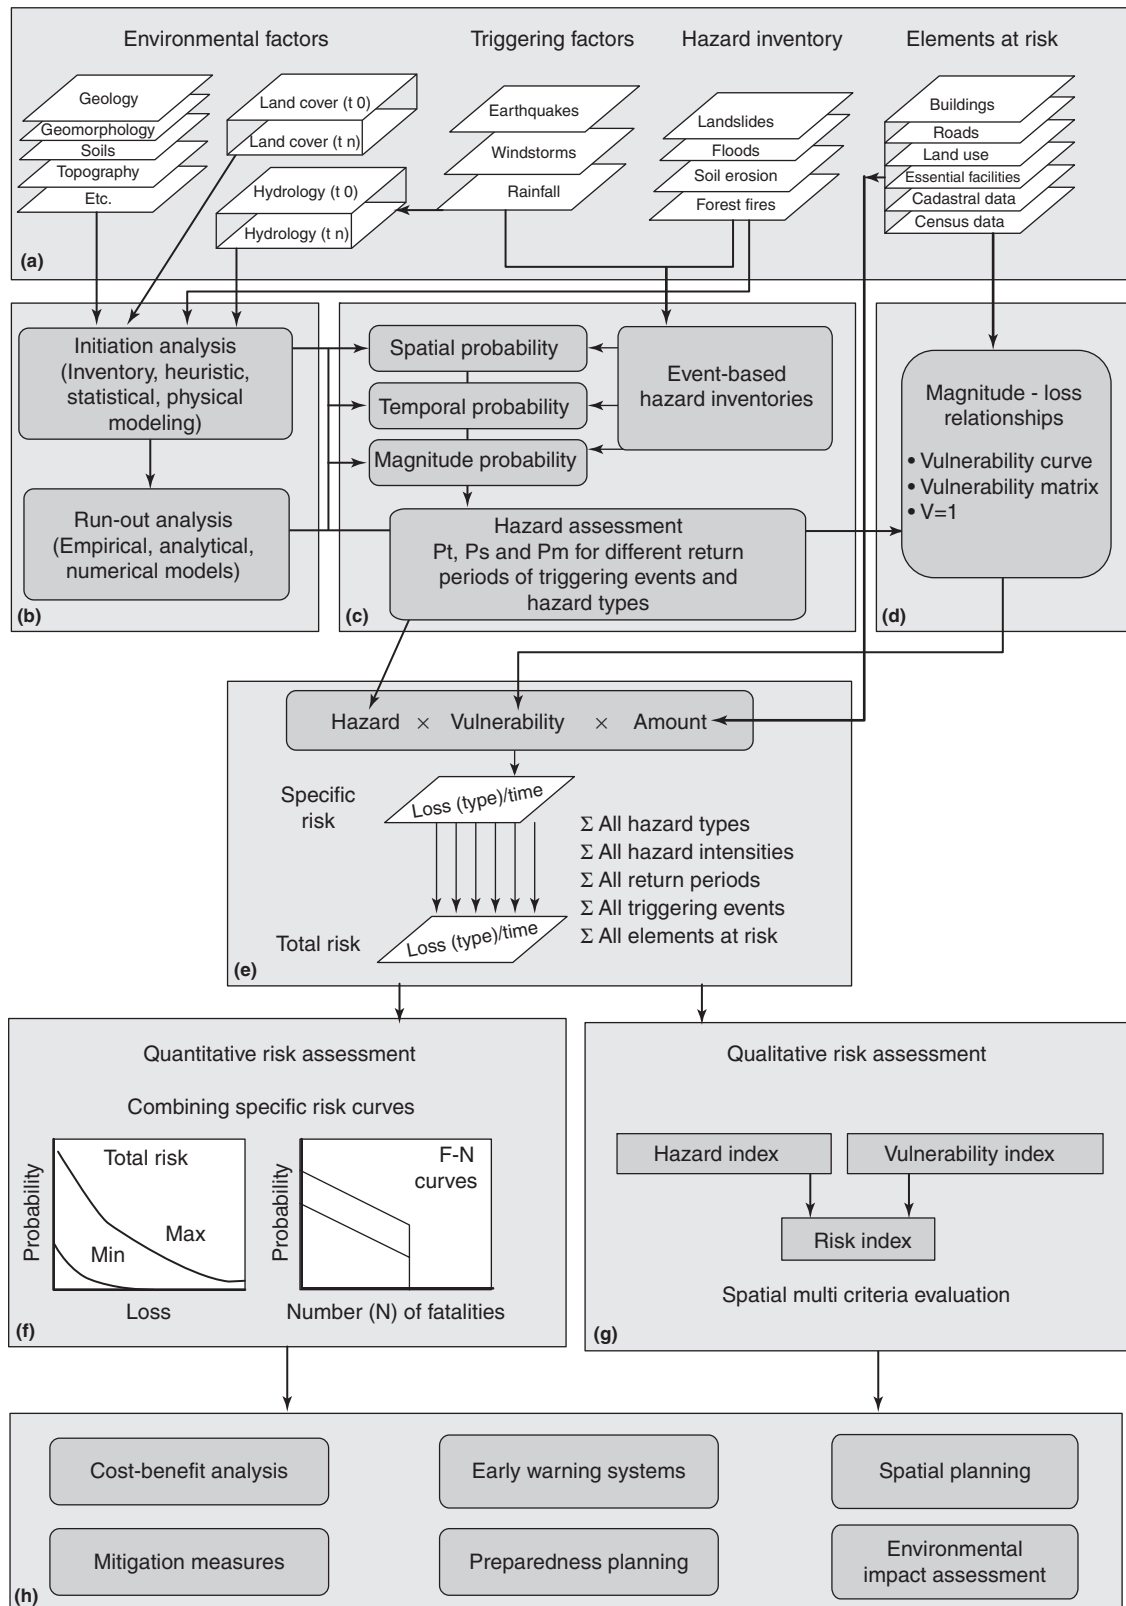 Environmental factors
Triggering factors
Hazard inventory
Elements at risk
Geology
Geomorphology
Soils
Topography
Etc.
Land cover (t 0)
Land cover (t n)
Hydrology (t 0)
Hydrology (t n)
Earthquakes
Windstorms
Rainfall
Landslides
Floods
Soil erosion
Forest fires
Buildings
Roads
Land use
Essential facilities
Cadastral data
Census data
(a)
Initiation analysis
(Inventory, heuristic,
statistical, physical
modeling)
Run-out analysis
(Empirical, analytical,
numerical models)
(b)
Spatial probability
Temporal probability
Magnitude probability
Event-based
hazard inventories
Hazard assessment
Pt, Ps and Pm for different return
periods of triggering events and
hazard types
(c)
Magnitude - loss
relationships
• Vulnerability curve
• Vulnerability matrix
• V=1
(d)
Hazard × Vulnerability × Amount
Specific
risk
Loss (type)/time
Σ All hazard types
Σ All hazard intensities
Σ All return periods
Σ All triggering events
Σ All elements at risk
Total risk
Loss (type)/time
(e)
Quantitative risk assessment
Combining specific risk curves
Probability
Total risk
Max
Min
Loss
Probability
F-N
curves
Number (N) of fatalities
(f)
Qualitative risk assessment
Hazard index
Vulnerability index
Risk index
Spatial multi criteria evaluation
(g)
Cost-benefit analysis
Early warning systems
Spatial planning
Mitigation measures
Preparedness planning
Environmental
impact assessment
(h)